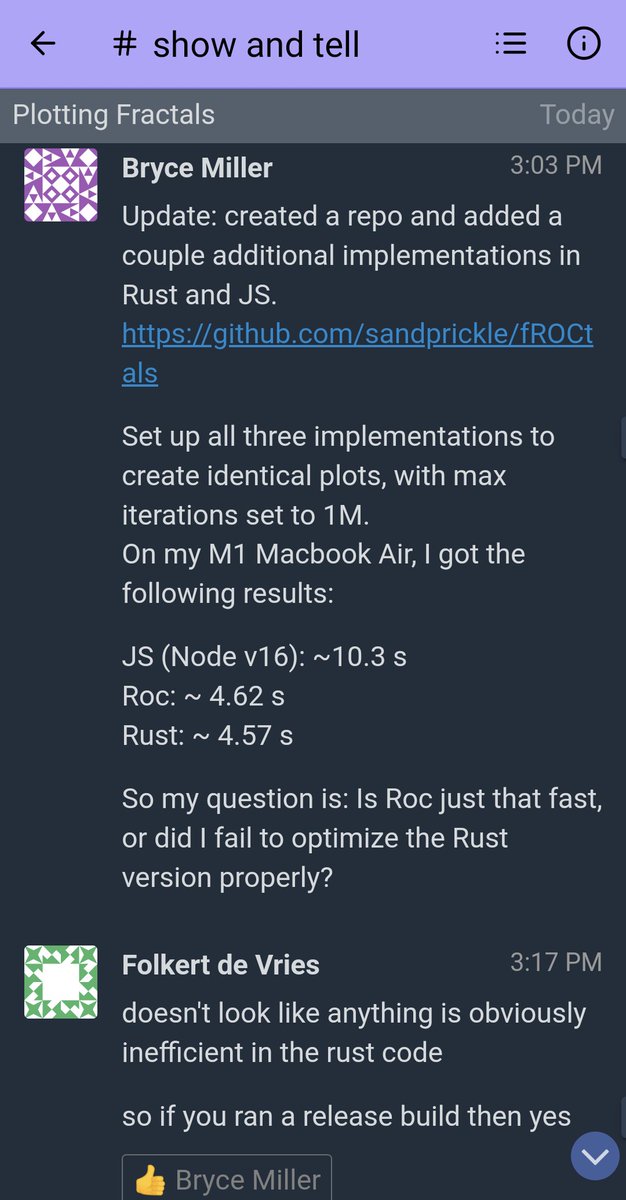 # show and tell
Plotting Fractals Today
Bryce Miller 3:03 PM
Update: created a repo and added a
couple additional implementations in
Rust and JS.
https://github.com/sandprickle/fROCt
als
Set up all three implementations to
create identical plots, with max
iterations set to 1M.
On my M1 Macbook Air, I got the
following results:
JS (Node v16): ~10.3 s
Roc: ~ 4.62 s
Rust: ~ 4.57 s
So my question is: Is Roc just that fast,
or did I fail to optimize the Rust
version properly?
Folkert de Vries 3:17 PM
doesn't look like anything is obviously
inefficient in the rust code
so if you ran a release build then yes
👍 Bryce Miller